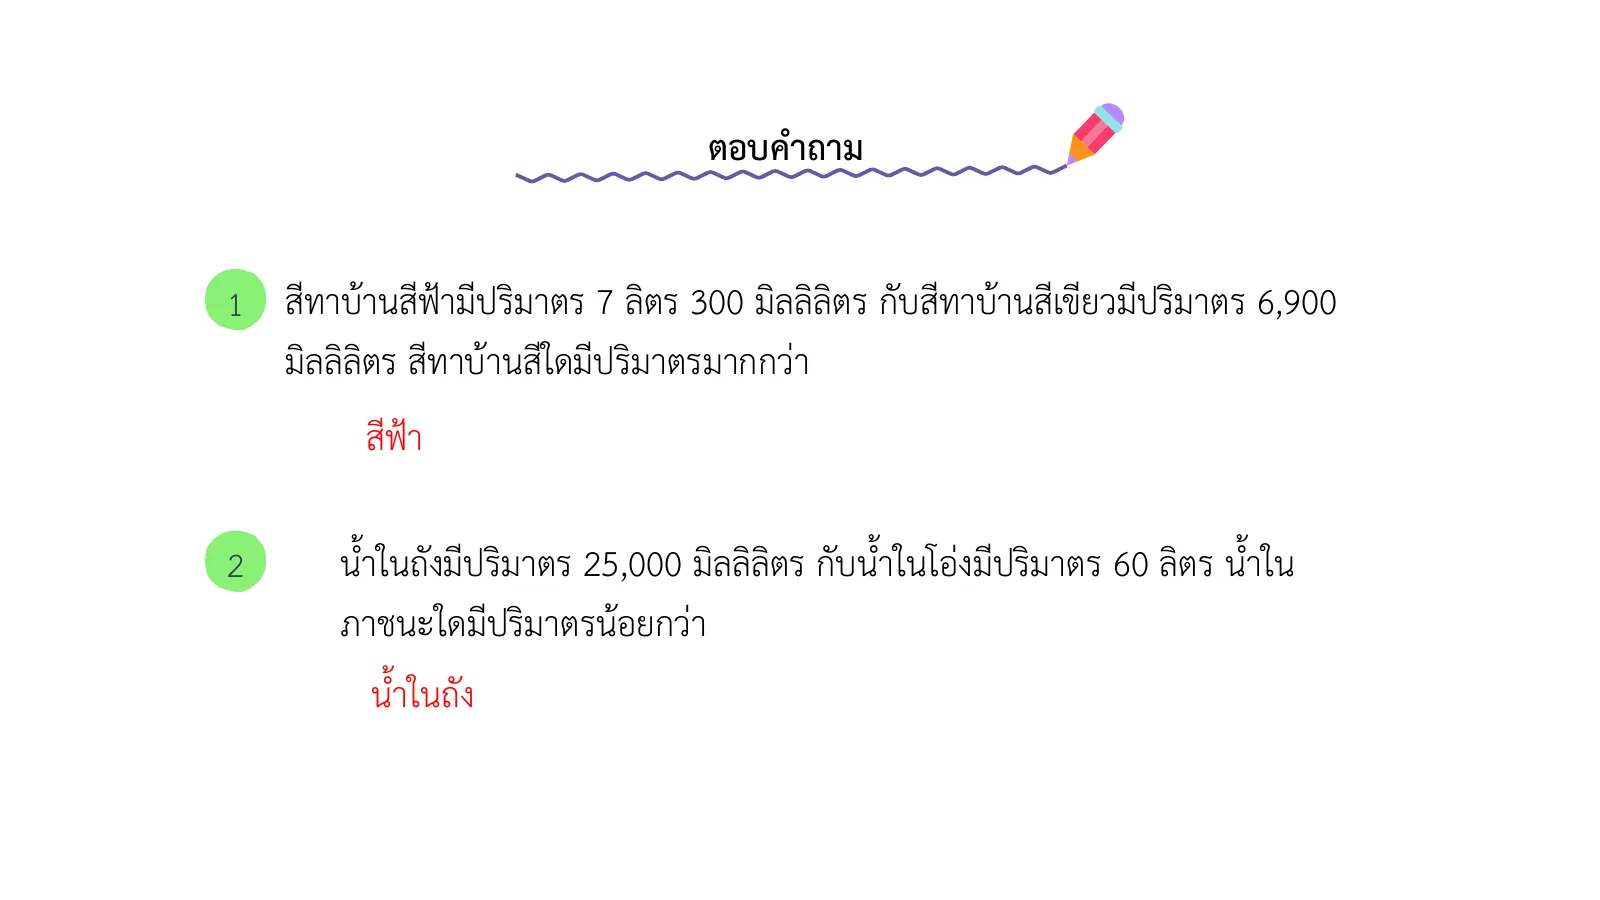 ตอบคำถาม
1 สีทาบ้านสีฟ้ามีปริมาตร 7 ลิตร 300 มิลลิลิตร กับสีทาบ้านสีเขียวมีปริมาตร 6,900
มิลลิลิตร สีทาบ้านสีใดมีปริมาตรมากกว่า
สีฟ้า
2 น้ำในถังมีปริมาตร 25,000 มิลลิลิตร กับน้ำในโอ่งมีปริมาตร 60 ลิตร น้ำใน
ภาชนะใดมีปริมาตรน้อยกว่า
น้ำในถัง